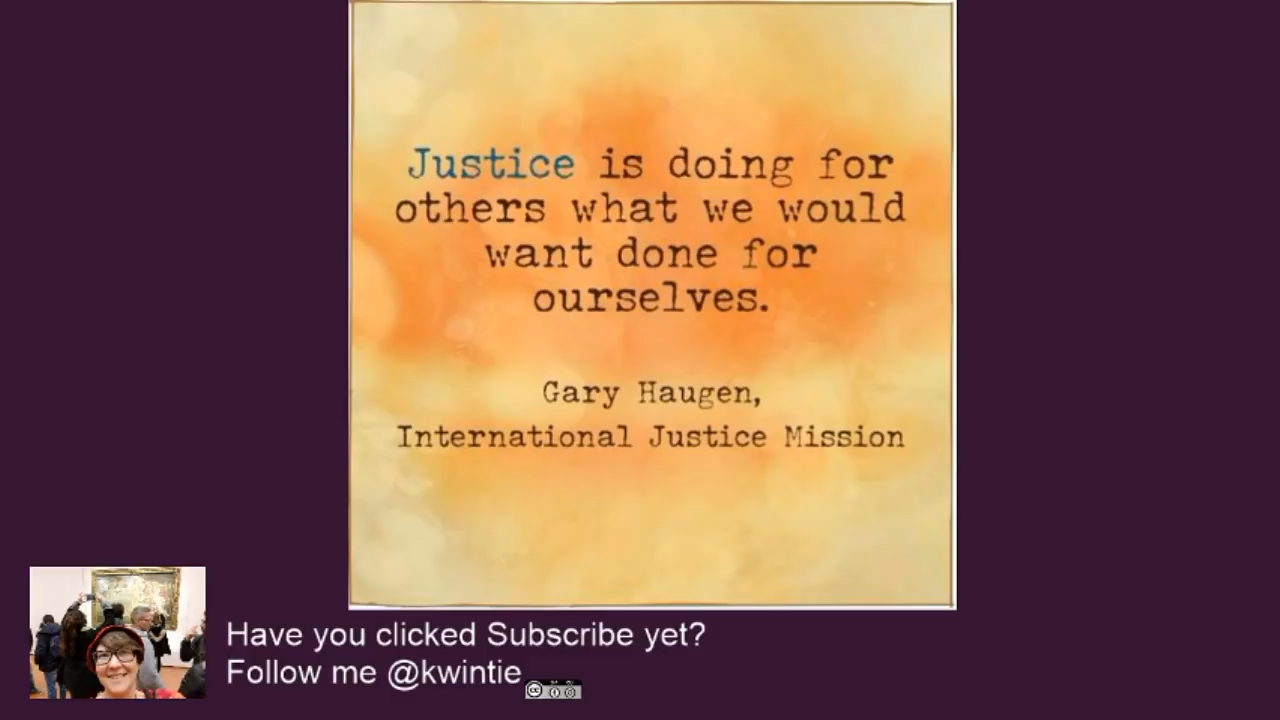 Justice is doing for
others what we would
want done for
ourselves.
Gary Haugen,
International Justice Mission
Have you clicked Subscribe yet?
Follow me @kwintie